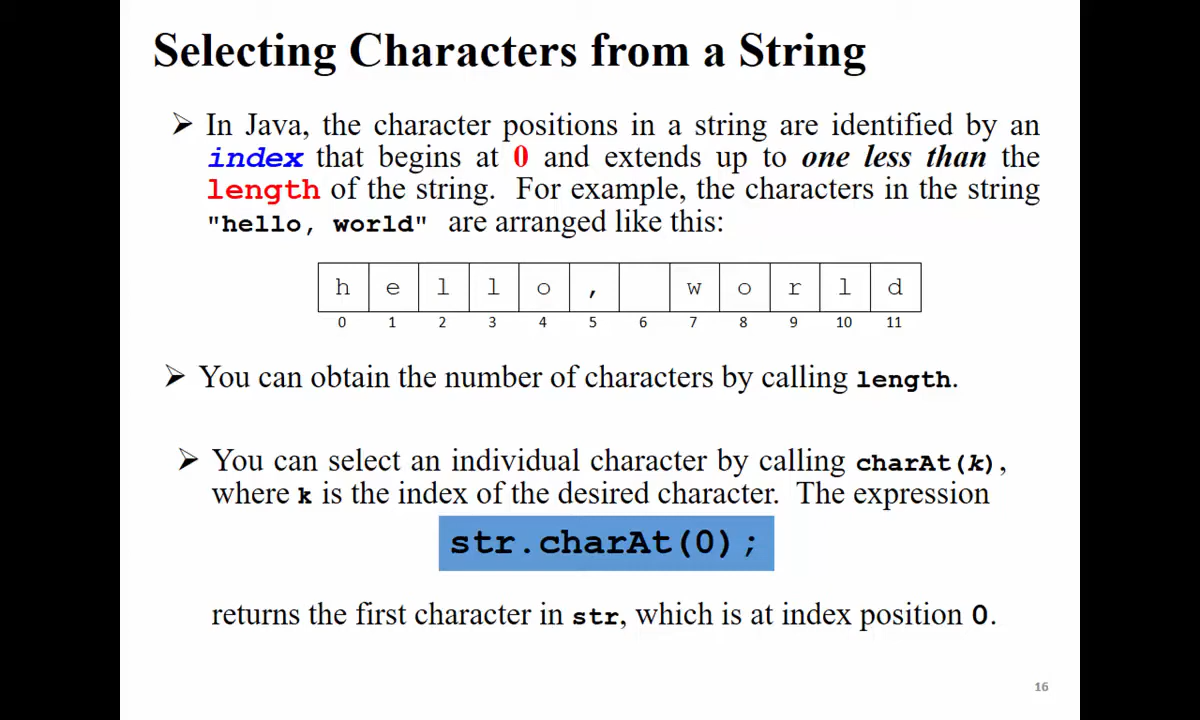 Selecting Characters from a String
➢ In Java, the character positions in a string are identified by an
index that begins at 0 and extends up to one less than the
length of the string. For example, the characters in the string
"hello, world" are arranged like this:
h e l l o , w o r l d
0 1 2 3 4 5 6 7 8 9 10 11
➢ You can obtain the number of characters by calling length.
➢ You can select an individual character by calling charAt(k),
where k is the index of the desired character. The expression
str.charAt(0);
returns the first character in str, which is at index position 0.
16